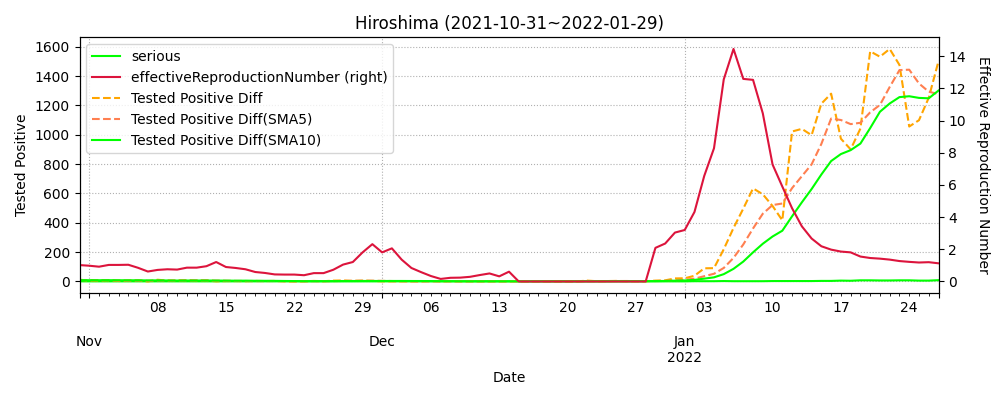 Hiroshima (2021-10-31~2022-01-29)
serious
effectiveReproductionNumber (right)
Tested Positive Diff
Tested Positive Diff(SMA5)
Tested Positive Diff(SMA10)
Tested Positive
1600
1400
1200
1000
800
600
400
200
0
14
12
10
8
6
4
2
0
Effective Reproduction Number
08 15 22 29 06 13 20 27 03 10 17 24
Nov Dec Jan
2022
Date